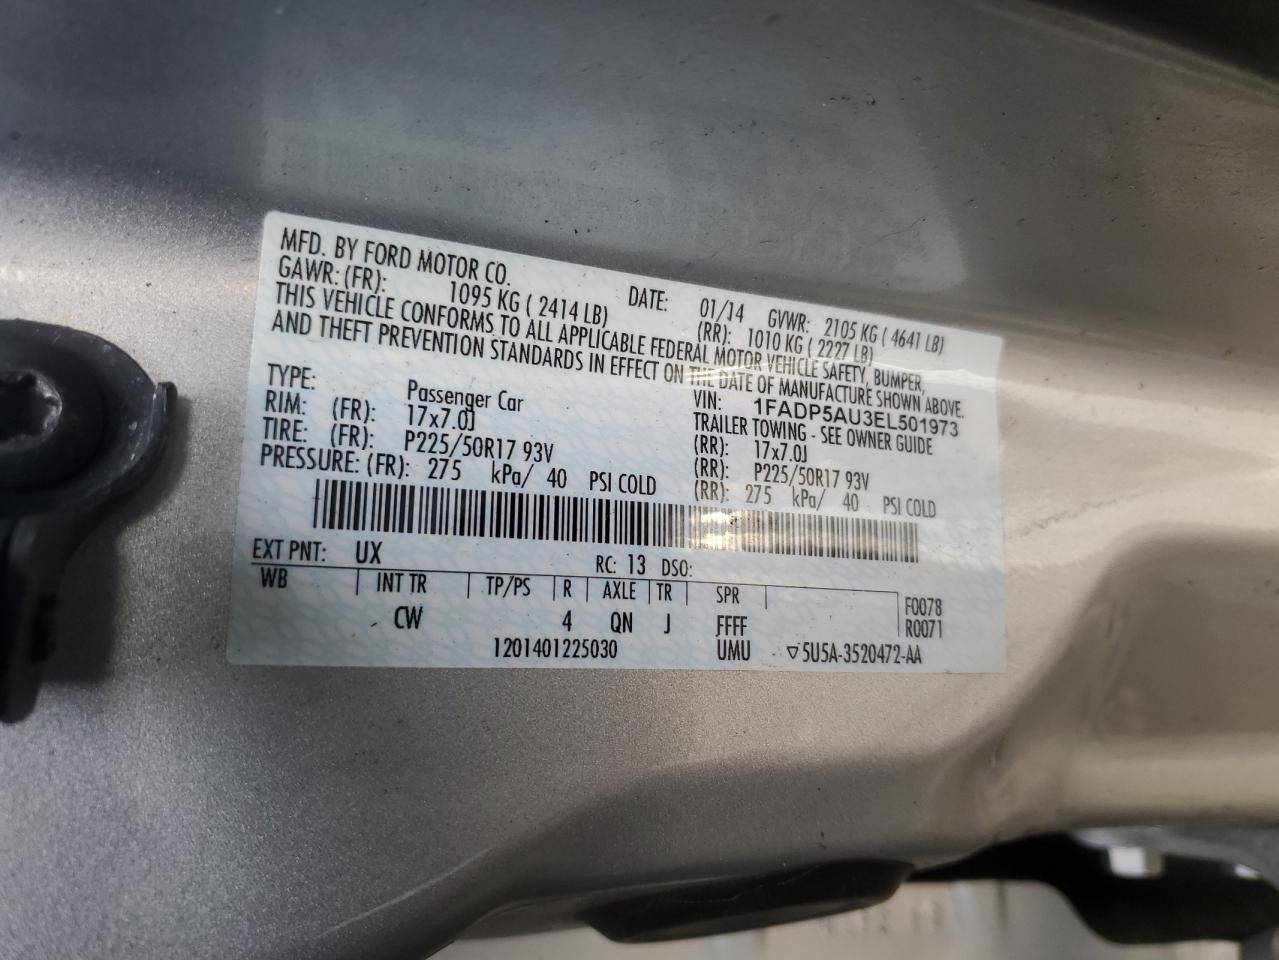 MFD. BY FORD MOTOR CO. DATE: 01/14 GVWR: 2105 KG ( 4641 LB)
GAWR: (FR): 1095 KG ( 2414 LB) (RR): 1010 KG ( 2227 LB)
THIS VEHICLE CONFORMS TO ALL APPLICABLE FEDERAL MOTOR VEHICLE SAFETY, BUMPER,
AND THEFT PREVENTION STANDARDS IN EFFECT ON THE DATE OF MANUFACTURE SHOWN ABOVE.
VIN: 1FADP5AU3EL501973
TYPE: Passenger Car TRAILER TOWING - SEE OWNER GUIDE
RIM: (FR): 17x7.0J (RR): 17x7.0J
TIRE: (FR): P225/50R17 93V (RR): P225/50R17 93V
PRESSURE: (FR): 275 kPa/ 40 PSI COLD (RR): 275 kPa/ 40 PSI COLD
EXT PNT: UX RC: 13 DSO:
WB INT TR TP/PS R AXLE TR SPR F0078
CW 4 QN J FFFF R0071
1201401225030 UMU ▽5U5A-3520472-AA